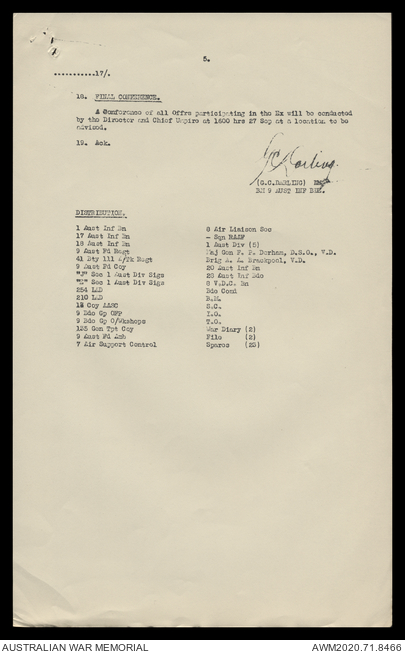 5.
...........17/.
18. FINAL CONFERENCE.
A Conference of all Offrs participating in the Ex will be conducted
by the Director and Chief Umpire at 1600 hrs 27 Sep at a location to be
advised.
19. Ack.
G C Darling.
(G.C.DARLING)
BM 9 AUST INF BDE.
DISTRIBUTION.
1 Aust Inf Bn
17 Aust Inf Bn
18 Aust Inf Bn
9 Aust Fd Regt
41 Bty 111 A/Tk Regt
9 Aust Fd Coy
"J" Sec 1 Aust Div Sigs
Sec 1 Aust Div Sigs
254 LAD
210 LAD
Coy AASC
9 Bde Gp OFP
9 Bde Gp O/Wkshops
Gen Tpt Coy
9 Aust Fd Amb
7 Air Support Control
8 Air Liaison Sec
- Sqn RAAF
1 Aust Div (5)
Maj Gen F. P. Derham, D.S.O., V.D.
Brig A. A. Brackpool, V.D.
20 Aust Inf Bn
28 Aust Inf Bde
8 V.D.C. Bn
Bde Comd
B.M.
S.C.
I.O.
T.O.
War Diary (2)
File (2)
Spares (23)
AUSTRALIAN WAR MEMORIAL
AWM2020.71.8466